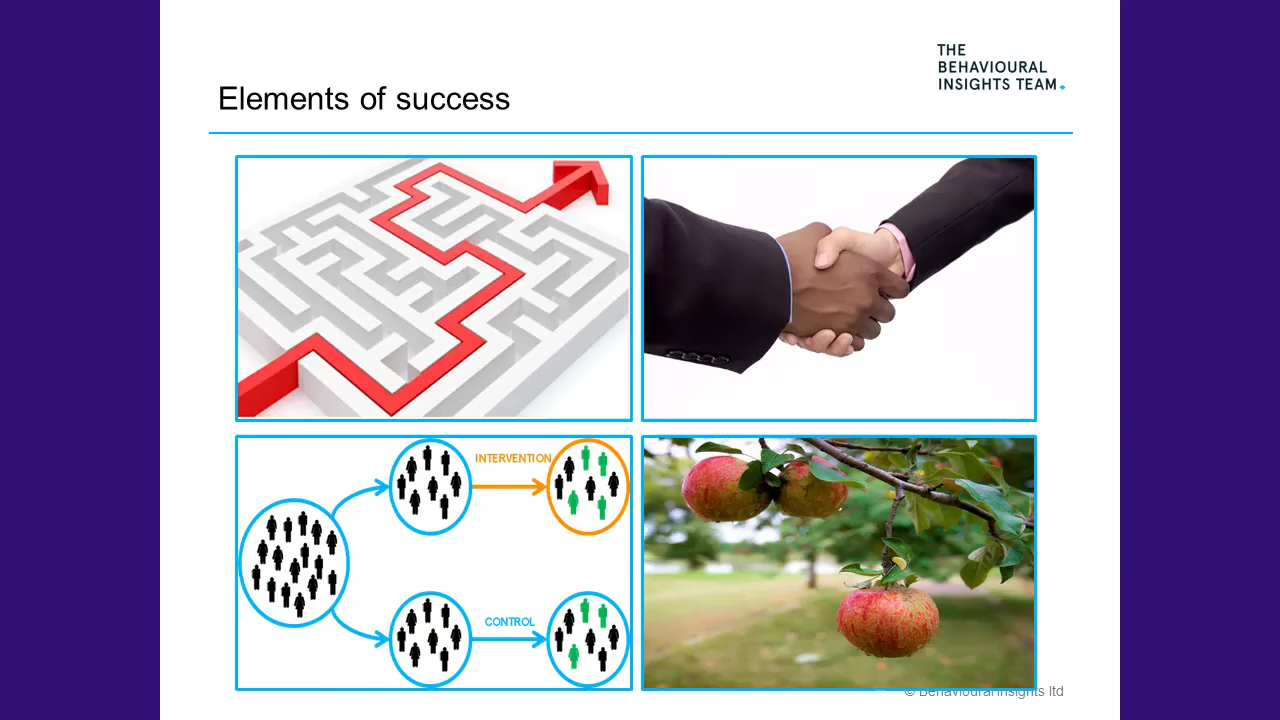 THE
BEHAVIOURAL
INSIGHTS TEAM.
Elements of success
INTERVENTION
CONTROL
© Behavioural Insights ltd